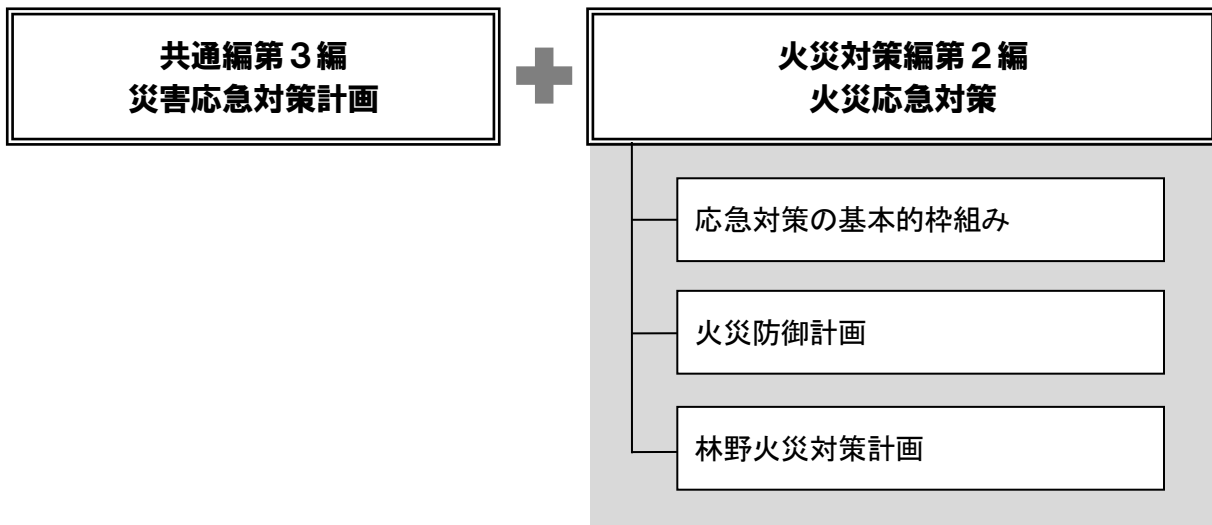 共通編第３編
災害応急対策計画
火災対策編第２編
火災応急対策
応急対策の基本的枠組み
火災防御計画
林野火災対策計画